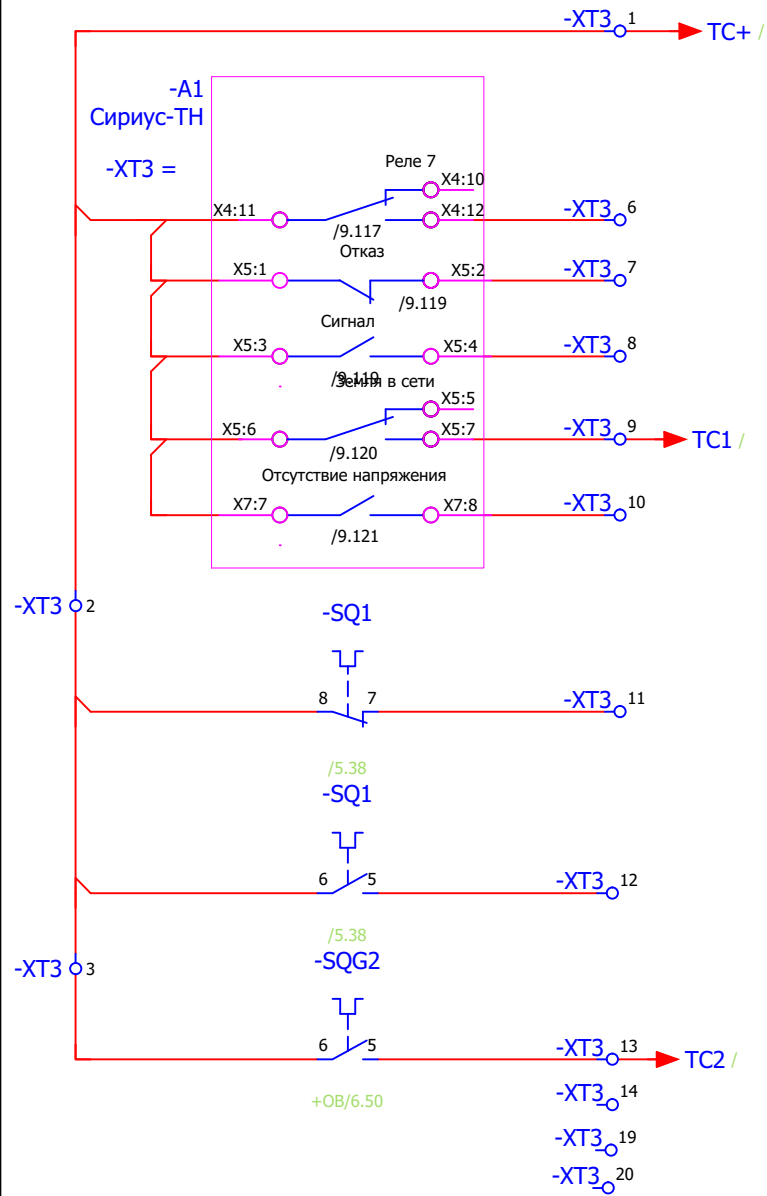 -XT3 1 TC+ /
-A1
Сириус-ТН
-XT3 =
Реле 7
X4:10
X4:11 X4:12 -XT3 6
/9.117
Отказ
X5:1 X5:2 -XT3 7
/9.119
Сигнал
X5:3 X5:4 -XT3 8
/9.119
Земля в сети
X5:5
X5:6 X5:7 -XT3 9 TC1 /
/9.120
Отсутствие напряжения
X7:7 X7:8 -XT3 10
/9.121
-XT3 2
-SQ1
8 7 -XT3 11
/5.38
-SQ1
6 5 -XT3 12
/5.38
-XT3 3
-SQG2
6 5 -XT3 13 TC2 /
+ОВ/6.50
-XT3 14
-XT3 19
-XT3 20